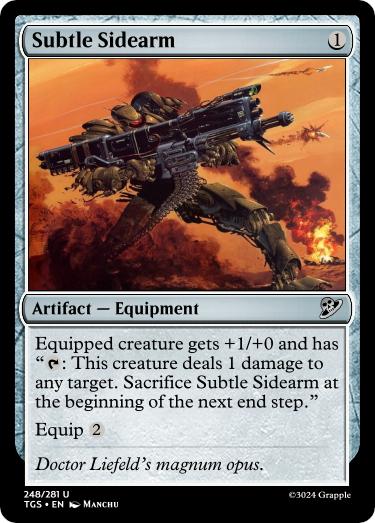 Subtle Sidearm 1
Artifact — Equipment
Equipped creature gets +1/+0 and has
“: This creature deals 1 damage to
any target. Sacrifice Subtle Sidearm at
the beginning of the next end step.”
Equip 2
Doctor Liefeld's magnum opus.
248/281 U
TGS • EN Manchu
©3024 Grapple